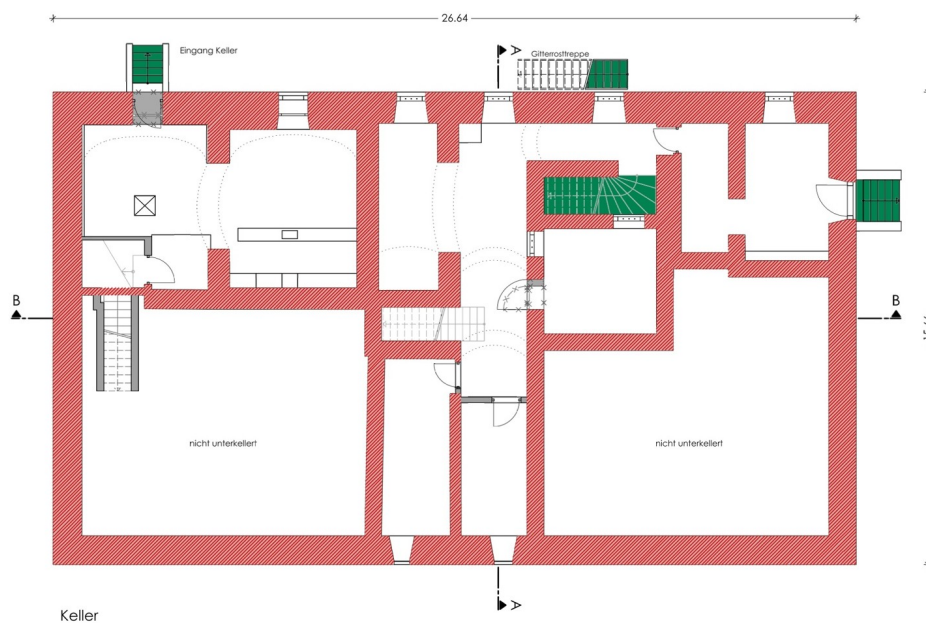 26.64
Eingang Keller
A
Gitterrosttreppe
B
B
nicht unterkellert
nicht unterkellert
A
Keller